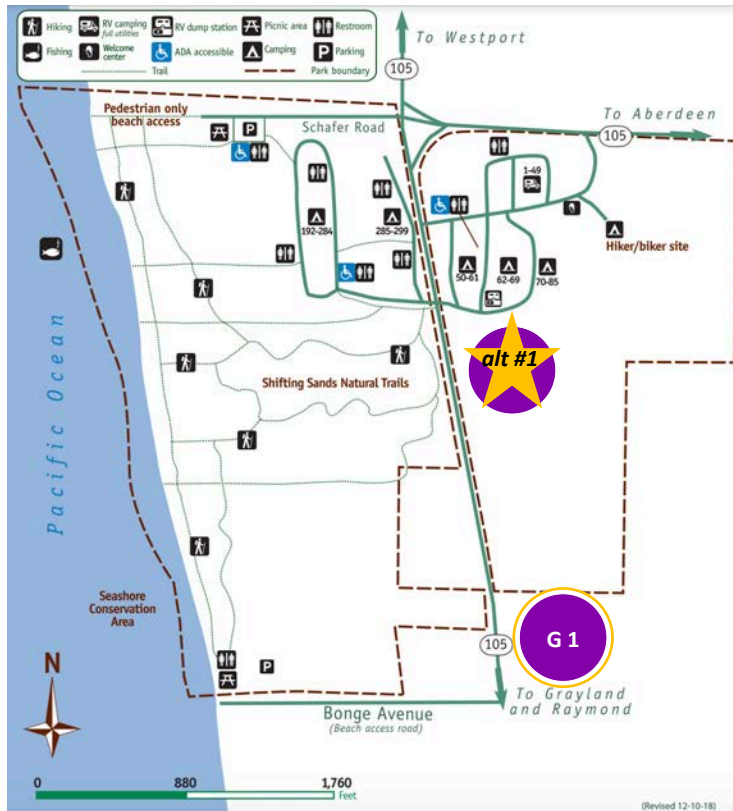 Hiking
RV camping
full utilities
RV dump station
Picnic area
Restroom
Fishing
Welcome
center
ADA accessible
Camping
Parking
Trail
Park boundary
To Westport
105
To Aberdeen
105
Pedestrian only
beach access
P
Schafer Road
1-49
192-284
285-299
Hiker/biker site
50-61
62-69
70-85
alt #1
Shifting Sands Natural Trails
Pacific Ocean
Seashore
Conservation
Area
G 1
105
N
P
To Grayland
and Raymond
Bonge Avenue
(Beach access road)
0
880
1,760
Feet
(Revised 12-10-18)